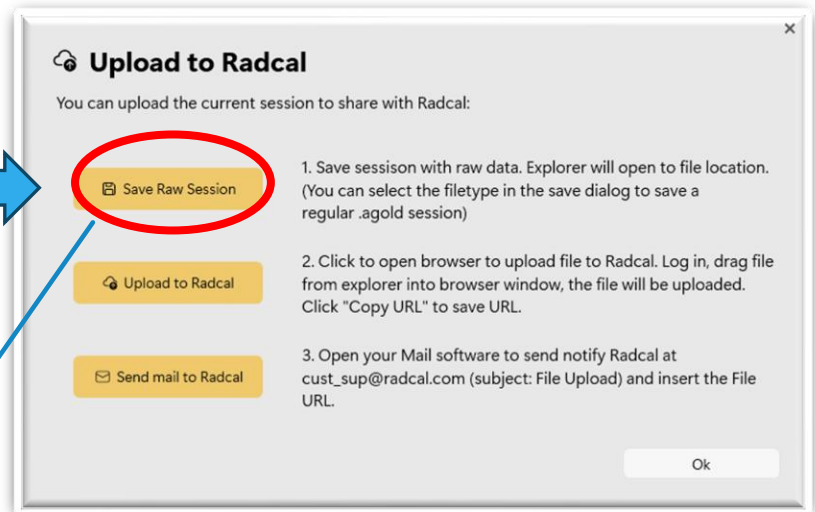 Upload to Radcal
You can upload the current session to share with Radcal:
Save Raw Session
1. Save sessison with raw data. Explorer will open to file location.
(You can select the filetype in the save dialog to save a
regular .agold session)
Upload to Radcal
2. Click to open browser to upload file to Radcal. Log in, drag file
from explorer into browser window, the file will be uploaded.
Click "Copy URL" to save URL.
Send mail to Radcal
3. Open your Mail software to send notify Radcal at
cust_sup@radcal.com (subject: File Upload) and insert the File
URL.
Ok